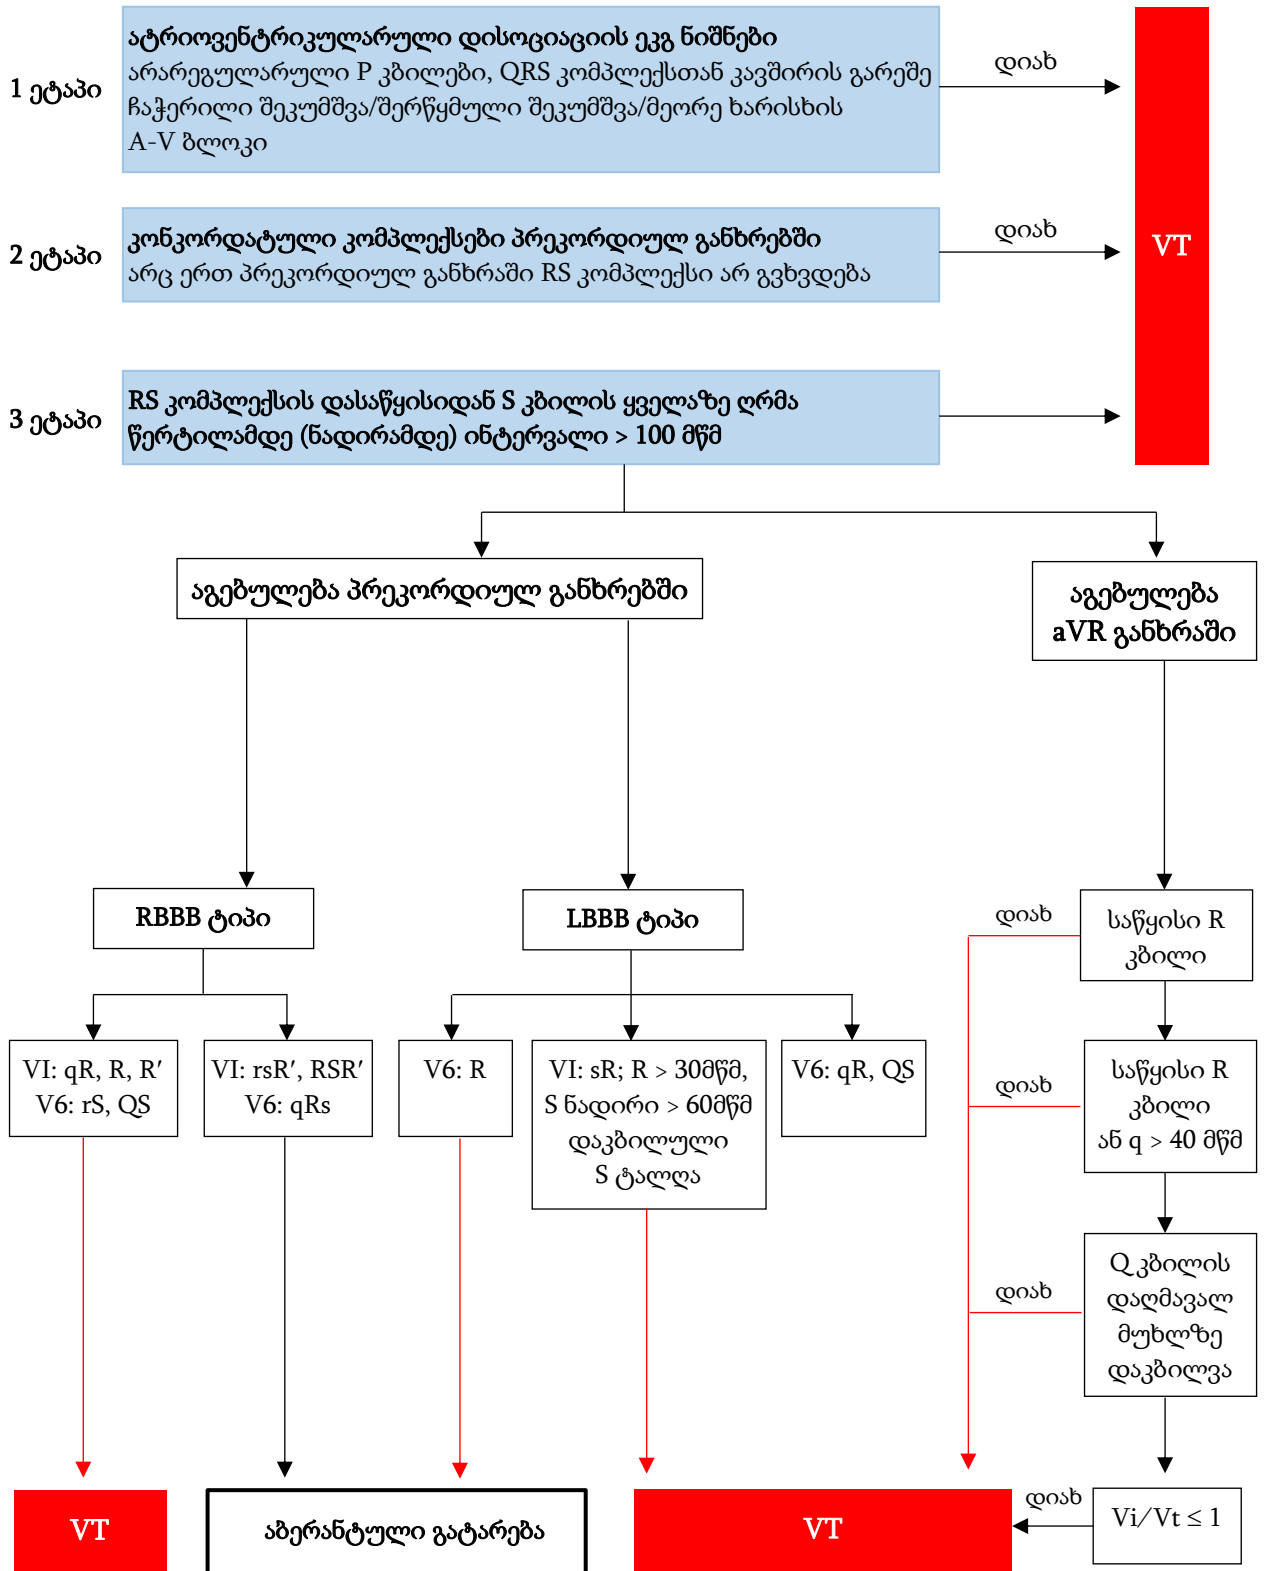 1 ეტაპი
ატრიოვენტრიკულარული დისოციაციის ეკგ ნიშნები
არარეგულარული P კბილები, QRS კომპლექსთან კავშირის გარეშე
ჩაჭერილი შეკუმშვა/შერწყმული შეკუმშვა/მეორე ხარისხის
A-V ბლოკი
დიახ
2 ეტაპი
კონკორდატული კომპლექსები პრეკორდიულ განხრებში
არც ერთ პრეკორდიულ განხრაში RS კომპლექსი არ გვხვდება
დიახ
VT
3 ეტაპი
RS კომპლექსის დასაწყისიდან S კბილის ყველაზე ღრმა
წერტილამდე (ნადირამდე) ინტერვალი > 100 მწმ
აგებულება პრეკორდიულ განხრებში
აგებულება
aVR განხრაში
RBBB ტიპი
LBBB ტიპი
დიახ
საწყისი R
კბილი
VI: qR, R, R′
V6: rS, QS
VI: rsR′, RSR′
V6: qRs
V6: R
VI: sR; R > 30მწმ,
S ნადირი > 60მწმ
დაკბილული
S ტალღა
V6: qR, QS
დიახ
საწყისი R
კბილი
ან q > 40 მწმ
დიახ
Q კბილის
დაღმავალ
მუხლზე
დაკბილვა
VT
აბერანტული გატარება
VT
დიახ
Vi/Vt ≤ 1